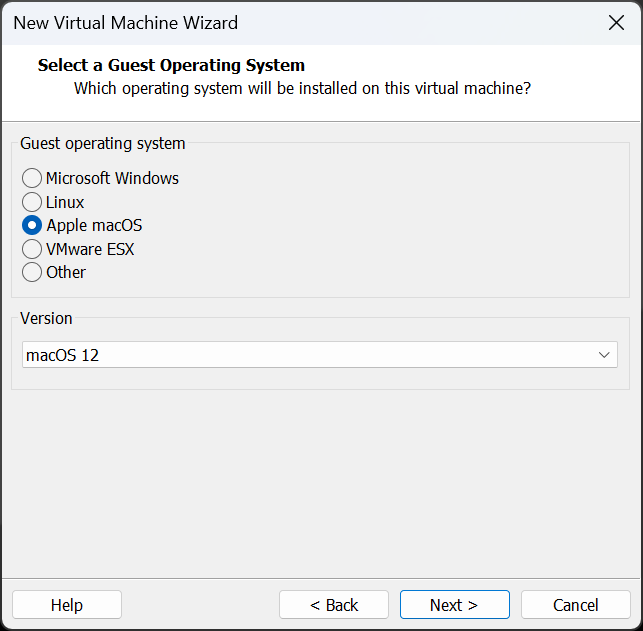 New Virtual Machine Wizard
Select a Guest Operating System
Which operating system will be installed on this virtual machine?
Guest operating system
Microsoft Windows
Linux
Apple macOS
VMware ESX
Other
Version
macOS 12
Help
< Back
Next >
Cancel